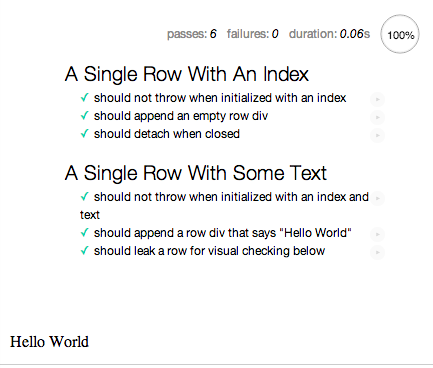 passes: 6 failures: 0 duration: 0.06s 100%
A Single Row With An Index
✓ should not throw when initialized with an index
✓ should append an empty row div
✓ should detach when closed
A Single Row With Some Text
✓ should not throw when initialized with an index and
text
✓ should append a row div that says "Hello World"
✓ should leak a row for visual checking below
Hello World